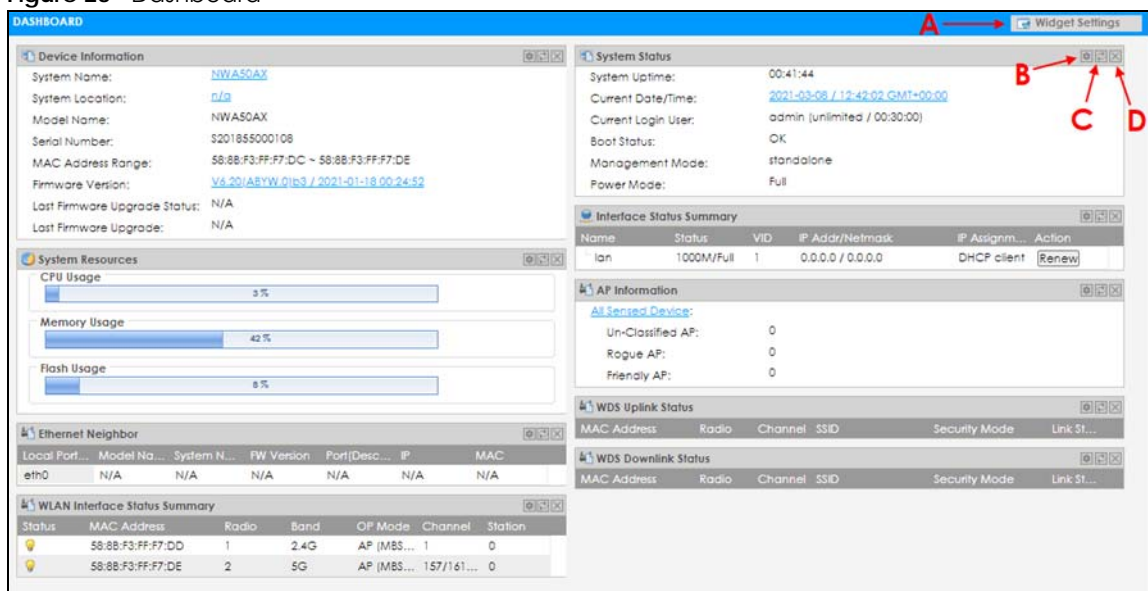 Figure 26 Dashboard
DASHBOARD
A
Widget Settings
Device Information
System Name: NWA50AX
System Location: n/a
Model Name: NWA50AX
Serial Number: S201855000108
MAC Address Range: 58:8B:F3:FF:F7:DC ~ 58:8B:F3:FF:F7:DE
Firmware Version: V6.20(ABYW.0)b3 / 2021-01-18 00:24:52
Last Firmware Upgrade Status: N/A
Last Firmware Upgrade: N/A
System Resources
CPU Usage
3 %
Memory Usage
42 %
Flash Usage
8 %
Ethernet Neighbor
Local Port... Model Na... System N... FW Version Port(Desc... IP MAC
eth0 N/A N/A N/A N/A N/A N/A
WLAN Interface Status Summary
Status MAC Address Radio Band OP Mode Channel Station
58:8B:F3:FF:F7:DD 1 2.4G AP (MBS... 1 0
58:8B:F3:FF:F7:DE 2 5G AP (MBS... 157/161... 0
System Status
B
C
D
System Uptime: 00:41:44
Current Date/Time: 2021-03-08 / 12:42:02 GMT+00:00
Current Login User: admin (unlimited / 00:30:00)
Boot Status: OK
Management Mode: standalone
Power Mode: Full
Interface Status Summary
Name Status VID IP Addr/Netmask IP Assignm... Action
lan 1000M/Full 1 0.0.0.0 / 0.0.0.0 DHCP client Renew
AP Information
All Sensed Device:
Un-Classified AP: 0
Rogue AP: 0
Friendly AP: 0
WDS Uplink Status
MAC Address Radio Channel SSID Security Mode Link St...
WDS Downlink Status
MAC Address Radio Channel SSID Security Mode Link St...